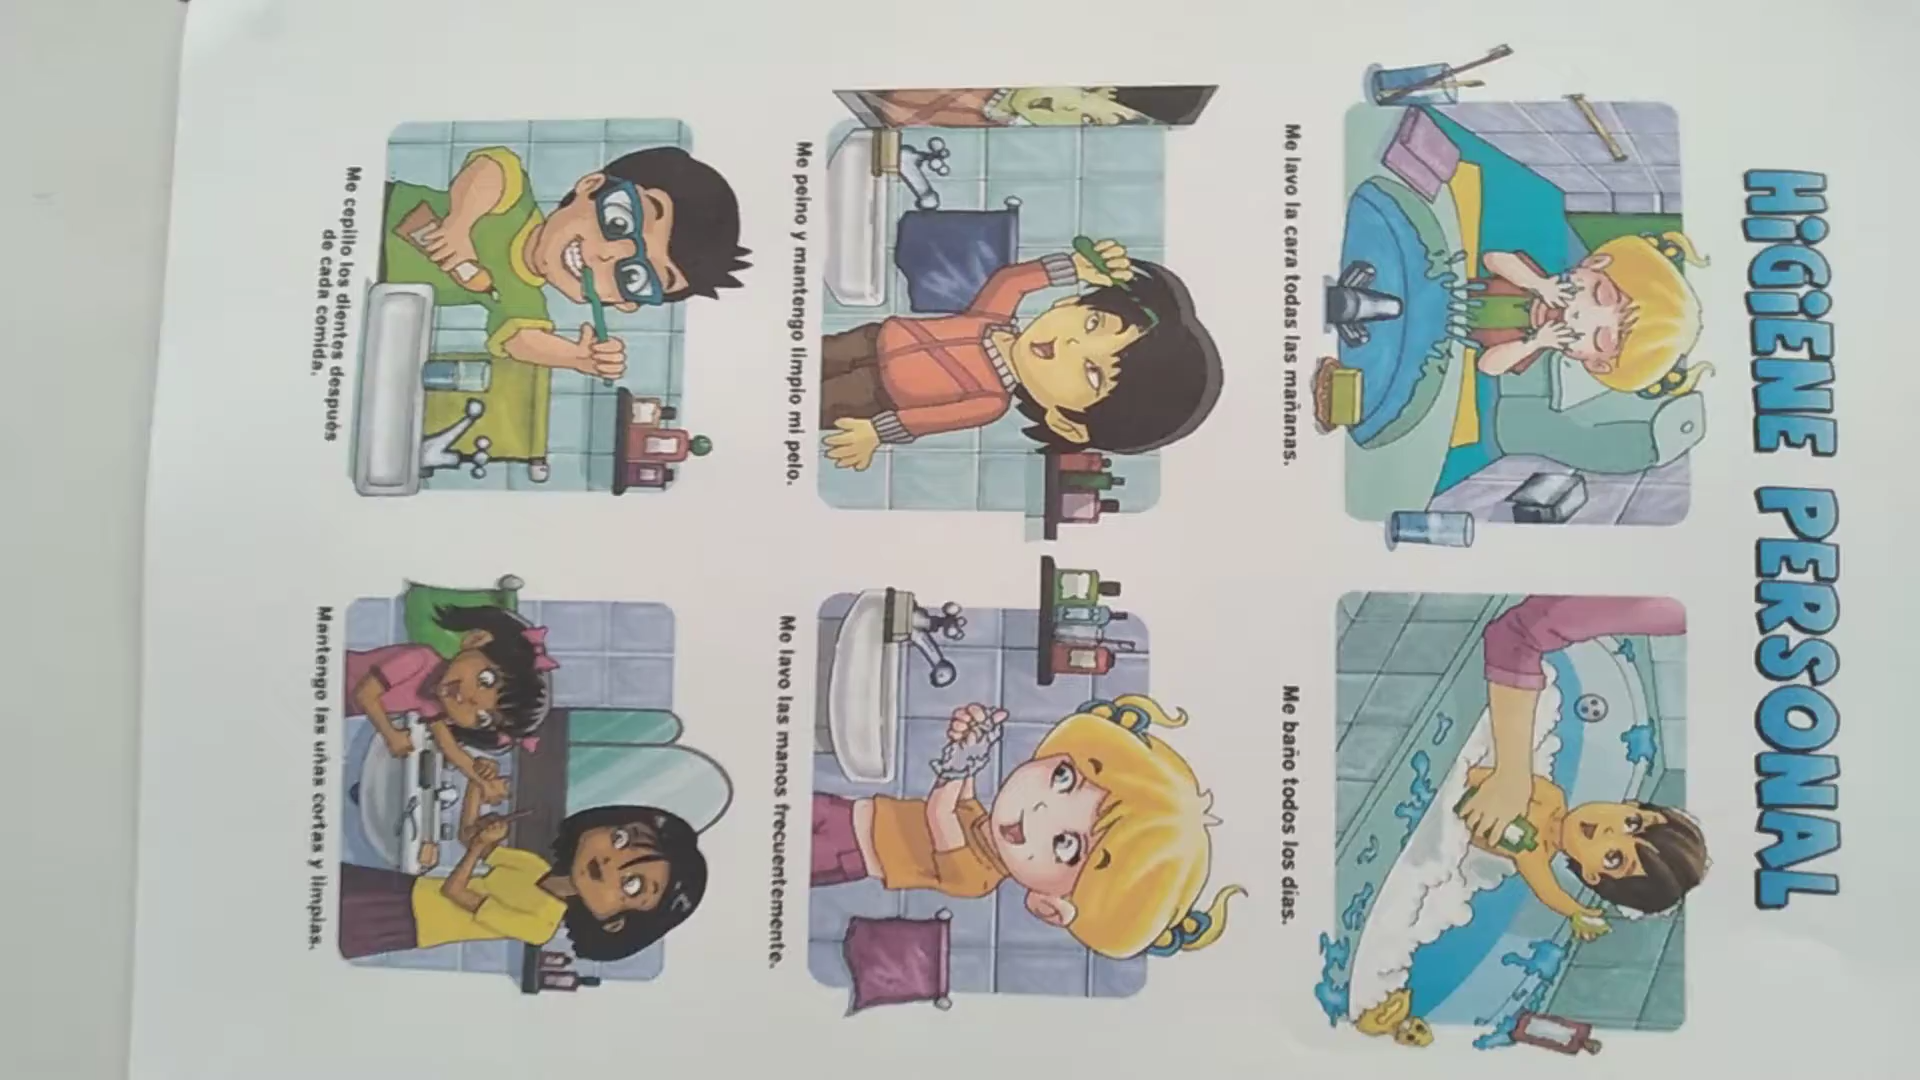 HiGiENE PERSONAL
Me lavo la cara todas las mañanas.
Me baño todos los días.
Me peino y mantengo limpio mi pelo.
Me lavo las manos frecuentemente.
Me cepillo los dientes después
de cada comida.
Mantengo las uñas cortas y limpias.